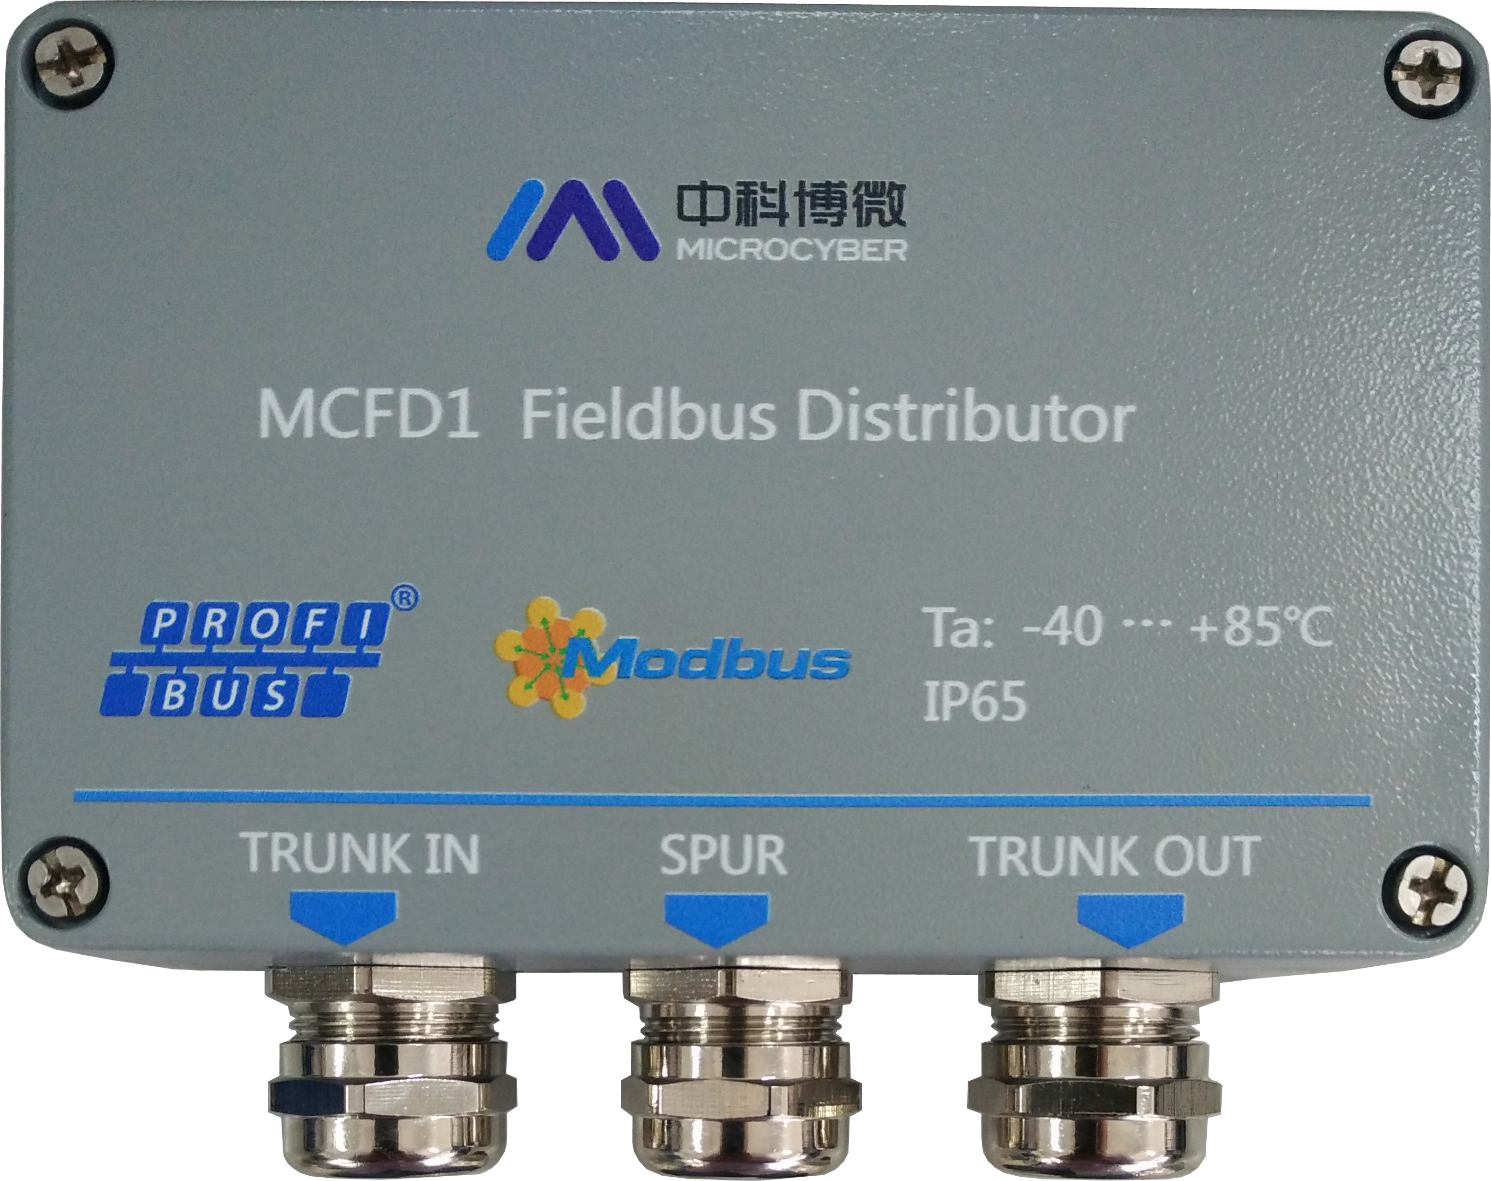 中科博微
MICROCYBER
MCFD1 Fieldbus Distributor
PROFI®
BUS
Modbus
Ta: -40 ··· +85℃
IP65
TRUNK IN
SPUR
TRUNK OUT